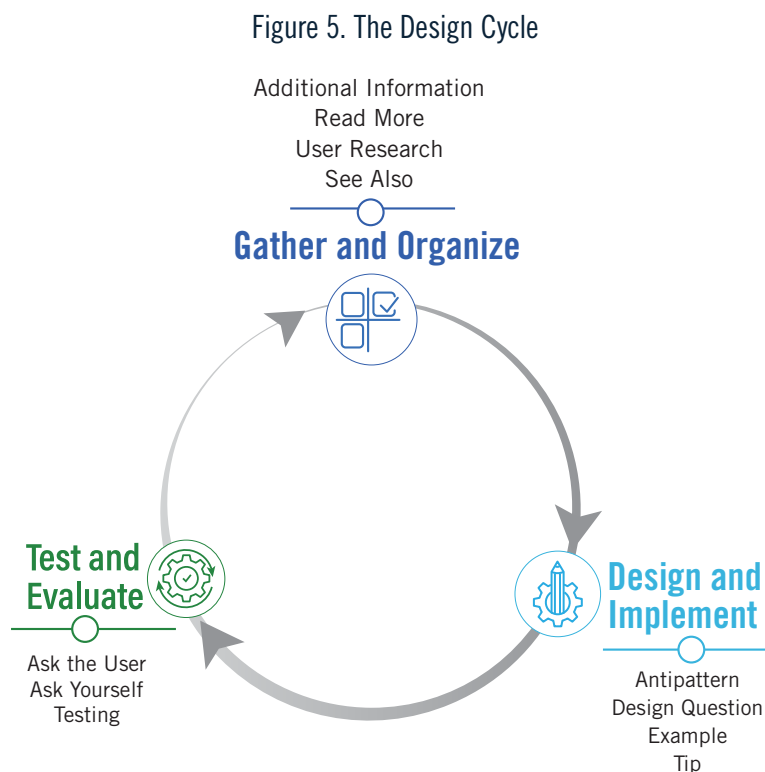 Figure 5. The Design Cycle
Additional Information
Read More
User Research
See Also
Gather and Organize
Test and
Evaluate
Ask the User
Ask Yourself
Testing
Design and
Implement
Antipattern
Design Question
Example
Tip